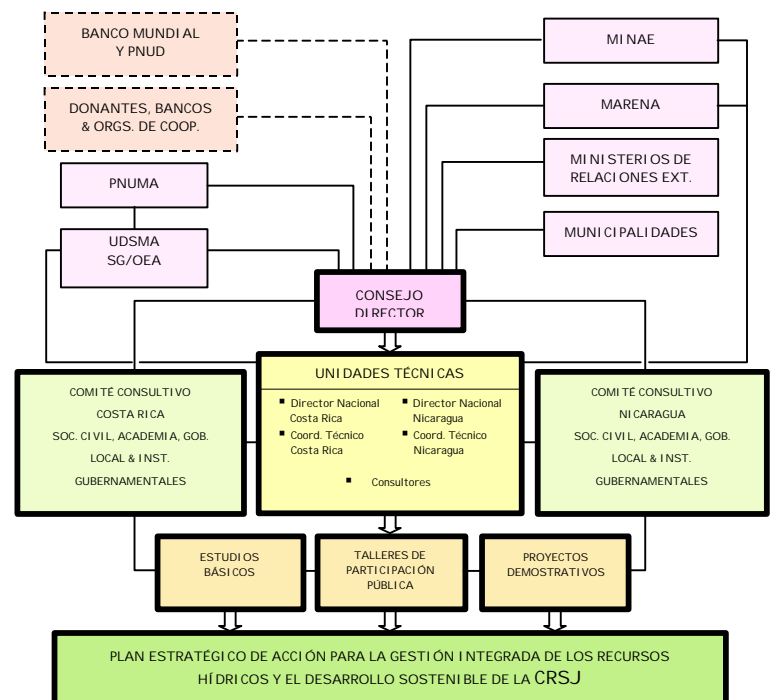 BANCO MUNDIAL
Y PNUD
DONANTES, BANCOS
& ORGS. DE COOP.
PNUMA
UDSMA
SG/OEA
MINAE
MARENA
MINISTERIOS DE
RELACIONES EXT.
MUNICIPALIDADES
CONSEJO
DIRECTOR
UNIDADES TÉCNICAS
▪ Director Nacional
Costa Rica
▪ Coord. Técnico
Costa Rica
▪ Director Nacional
Nicaragua
▪ Coord. Técnico
Nicaragua
▪ Consultores
COMITÉ CONSULTIVO
COSTA RICA
SOC. CIVIL, ACADEMIA, GOB.
LOCAL & INST.
GUBERNAMENTALES
COMITÉ CONSULTIVO
NICARAGUA
SOC. CIVIL, ACADEMIA, GOB.
LOCAL & INST.
GUBERNAMENTALES
ESTUDIOS
BÁSICOS
TALLERES DE
PARTICIPACIÓN
PÚBLICA
PROYECTOS
DEMOSTRATIVOS
PLAN ESTRATÉGICO DE ACCIÓN PARA LA GESTIÓN INTEGRADA DE LOS RECURSOS
HÍDRICOS Y EL DESARROLLO SOSTENIBLE DE LA CRSJ